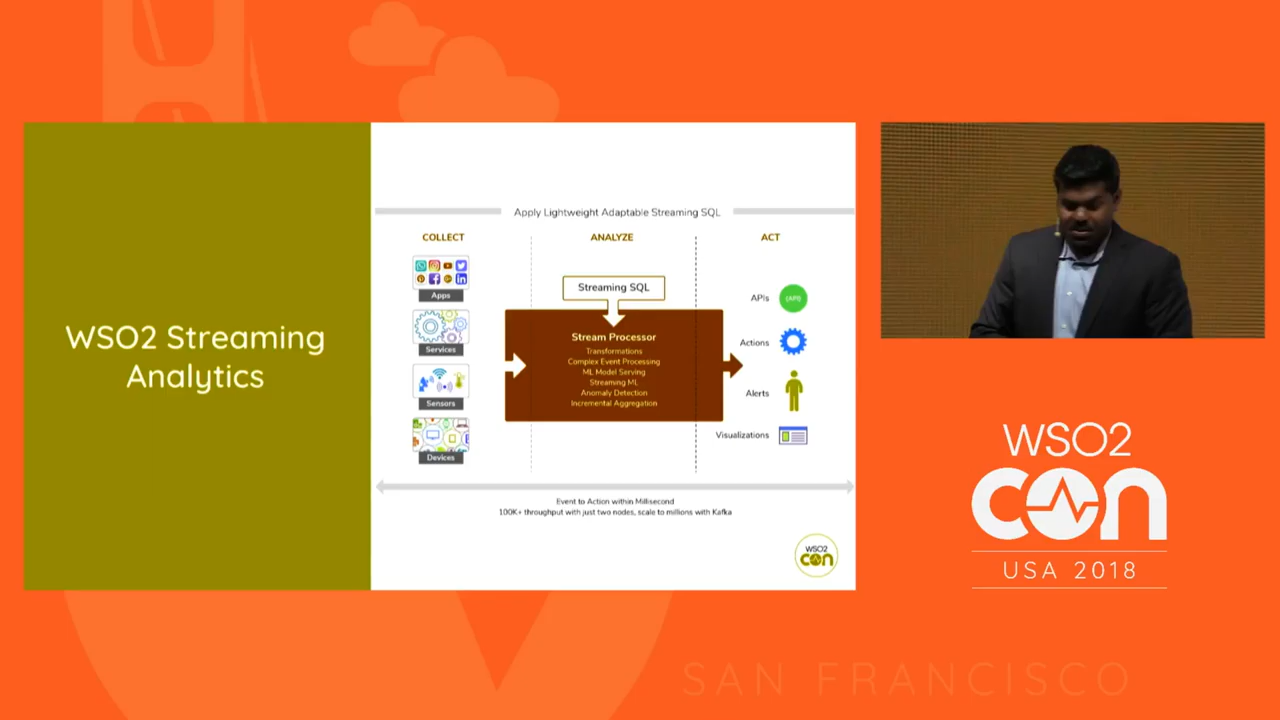 WSO2 Streaming
Analytics
Apply Lightweight Adaptable Streaming SQL
COLLECT
ANALYZE
ACT
Apps
Services
Sensors
Devices
Streaming SQL
Stream Processor
Transformations
Complex Event Processing
ML Model Serving
Streaming ML
Anomaly Detection
Incremental Aggregation
APIs
{API}
Actions
Alerts
Visualizations
Event to Action within Millisecond
100K+ throughput with just two nodes, scale to millions with Kafka
WSO2
con
WSO2
con
USA 2018
SAN FRANCISCO